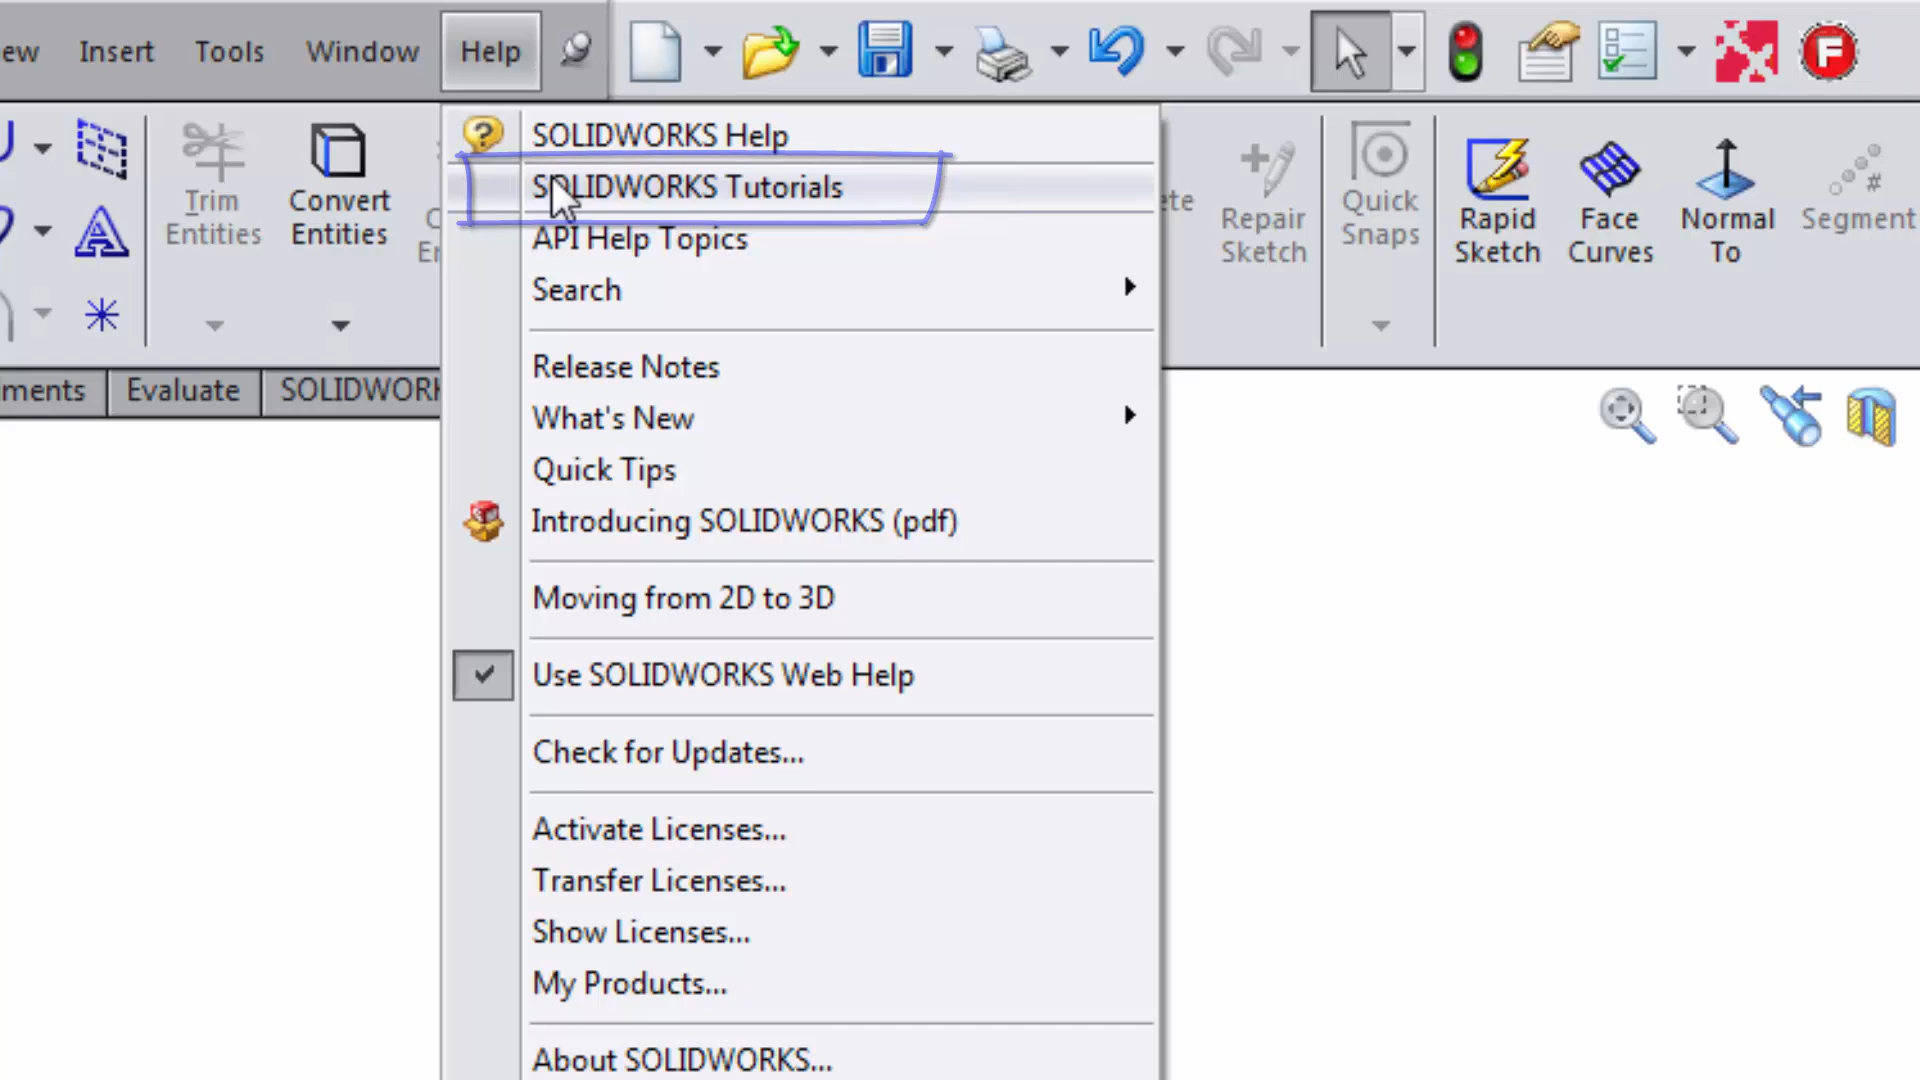 ew Insert Tools Window Help
F
Trim Entities
Convert Entities
Repair Sketch
Quick Snaps
Rapid Sketch
Face Curves
Normal To
Segment
ments Evaluate SOLIDWORK
SOLIDWORKS Help
SOLIDWORKS Tutorials
API Help Topics
Search
Release Notes
What's New
Quick Tips
Introducing SOLIDWORKS (pdf)
Moving from 2D to 3D
Use SOLIDWORKS Web Help
Check for Updates...
Activate Licenses...
Transfer Licenses...
Show Licenses...
My Products...
About SOLIDWORKS...